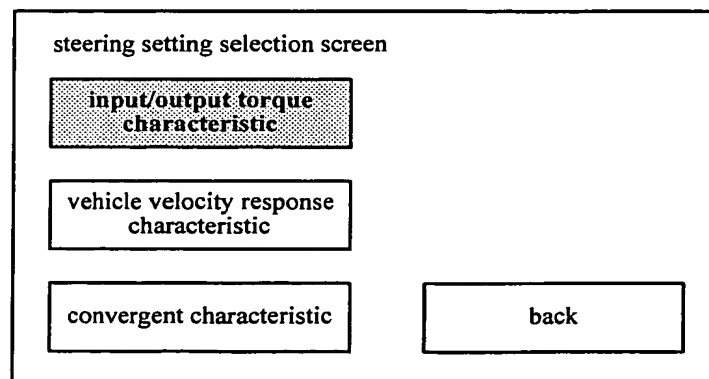 steering setting selection screen
input/output torque
characteristic
vehicle velocity response
characteristic
convergent characteristic
back